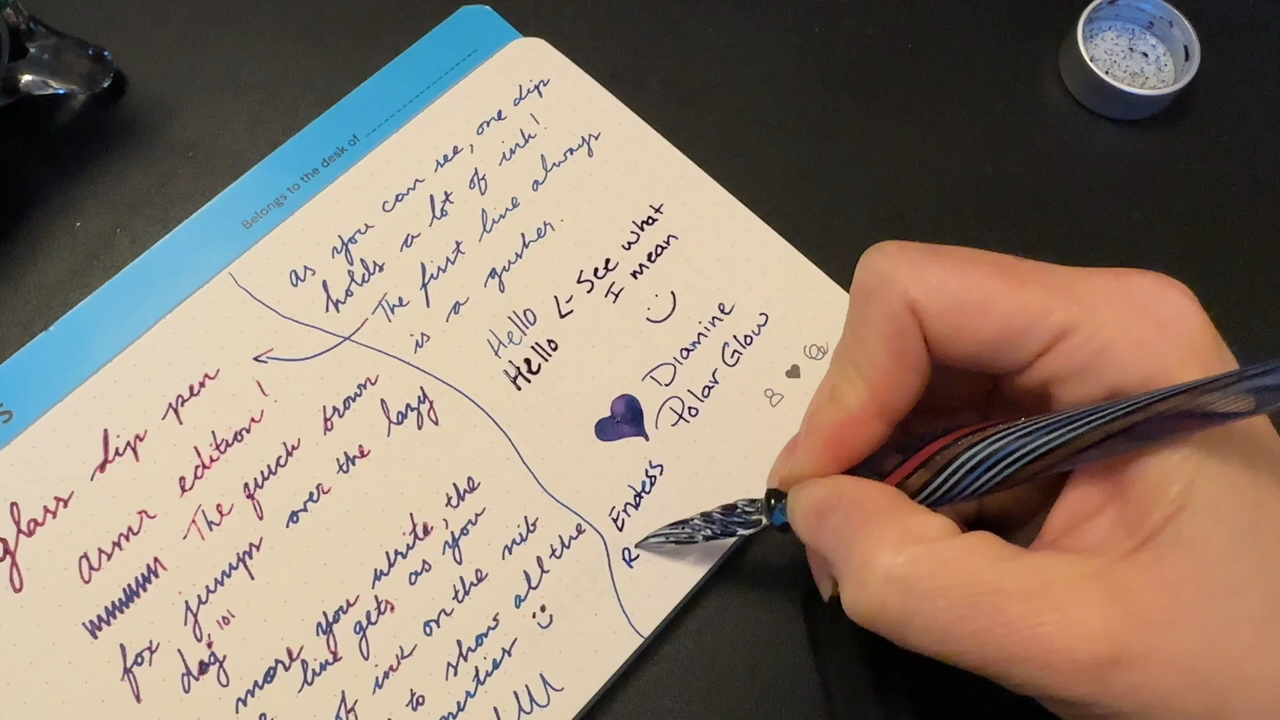 Belongs to the desk of
glass dip pen
asmr edition!
The quick brown
fox jumps over the lazy
dog
101
more you write, the
line gets as you
of ink on the nib
to show all the
as you can see, one dip
holds a lot of ink!
The first line always
is a gusher.
Hello <- See what
Hello I mean
Diamine
Polar Glow
Endess
R